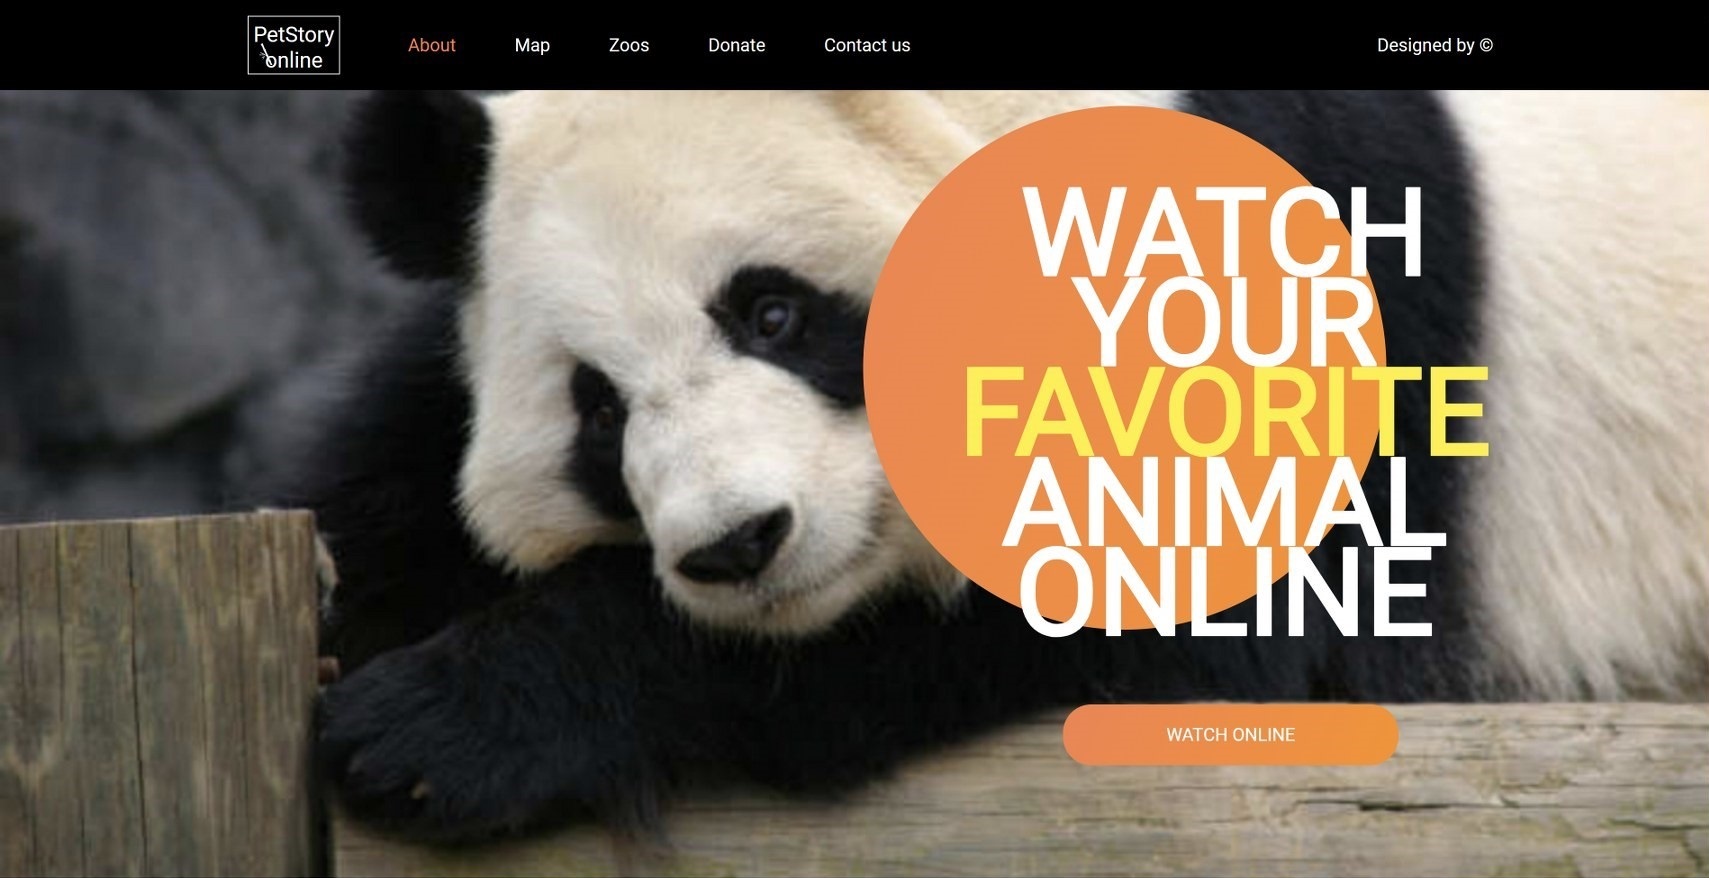 PetStory
online
About
Map
Zoos
Donate
Contact us
Designed by ©
WATCH
YOUR
FAVORITE
ANIMAL
ONLINE
WATCH ONLINE